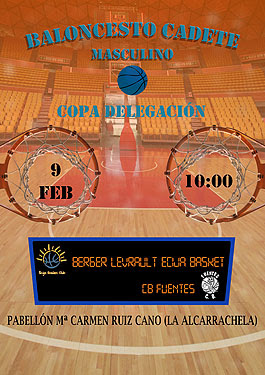 BALONCESTO CADETE
MASCULINO
COPA DELEGACIÓN
9
FEB
10:00
BERGER LEVRAULT ECIJA BASKET
CB FUENTES
PABELLÓN Mª CARMEN RUIZ CANO (LA ALCARRACHELA)